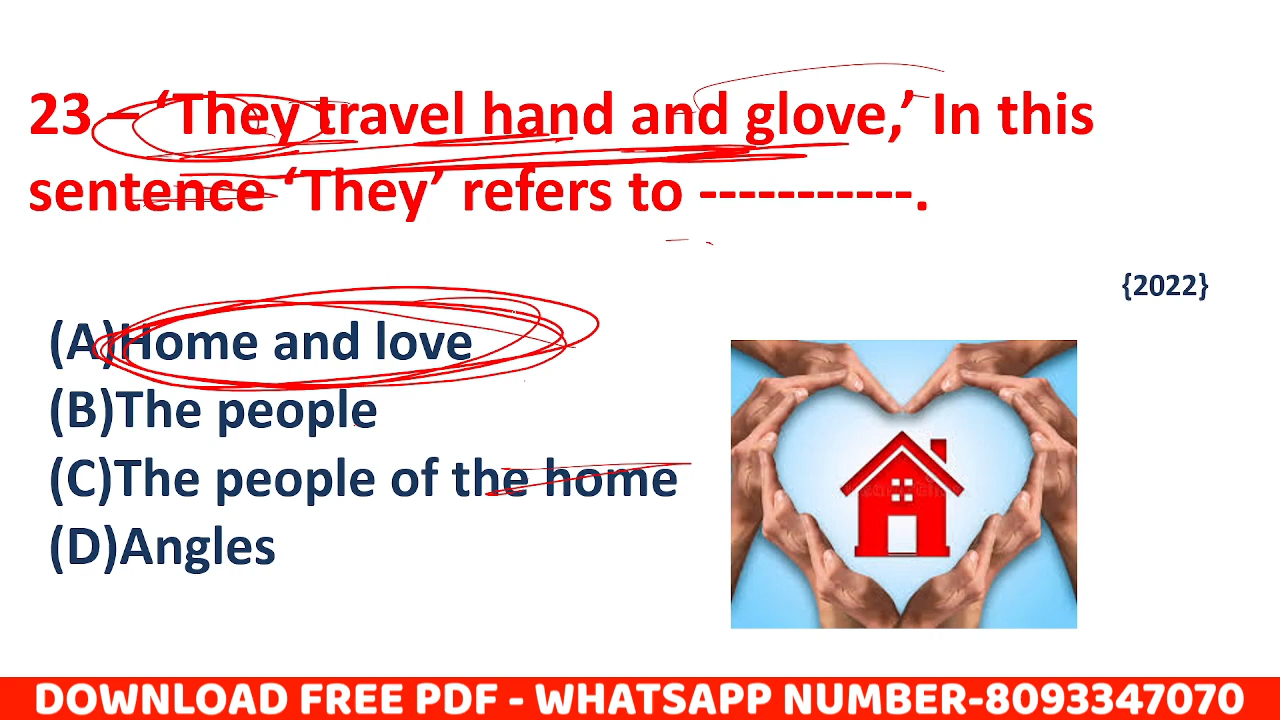 23 – ‘They travel hand and glove,’ In this
sentence ‘They’ refers to -----------.
{2022}
(A)Home and love
(B)The people
(C)The people of the home
(D)Angles
DOWNLOAD FREE PDF - WHATSAPP NUMBER-8093347070